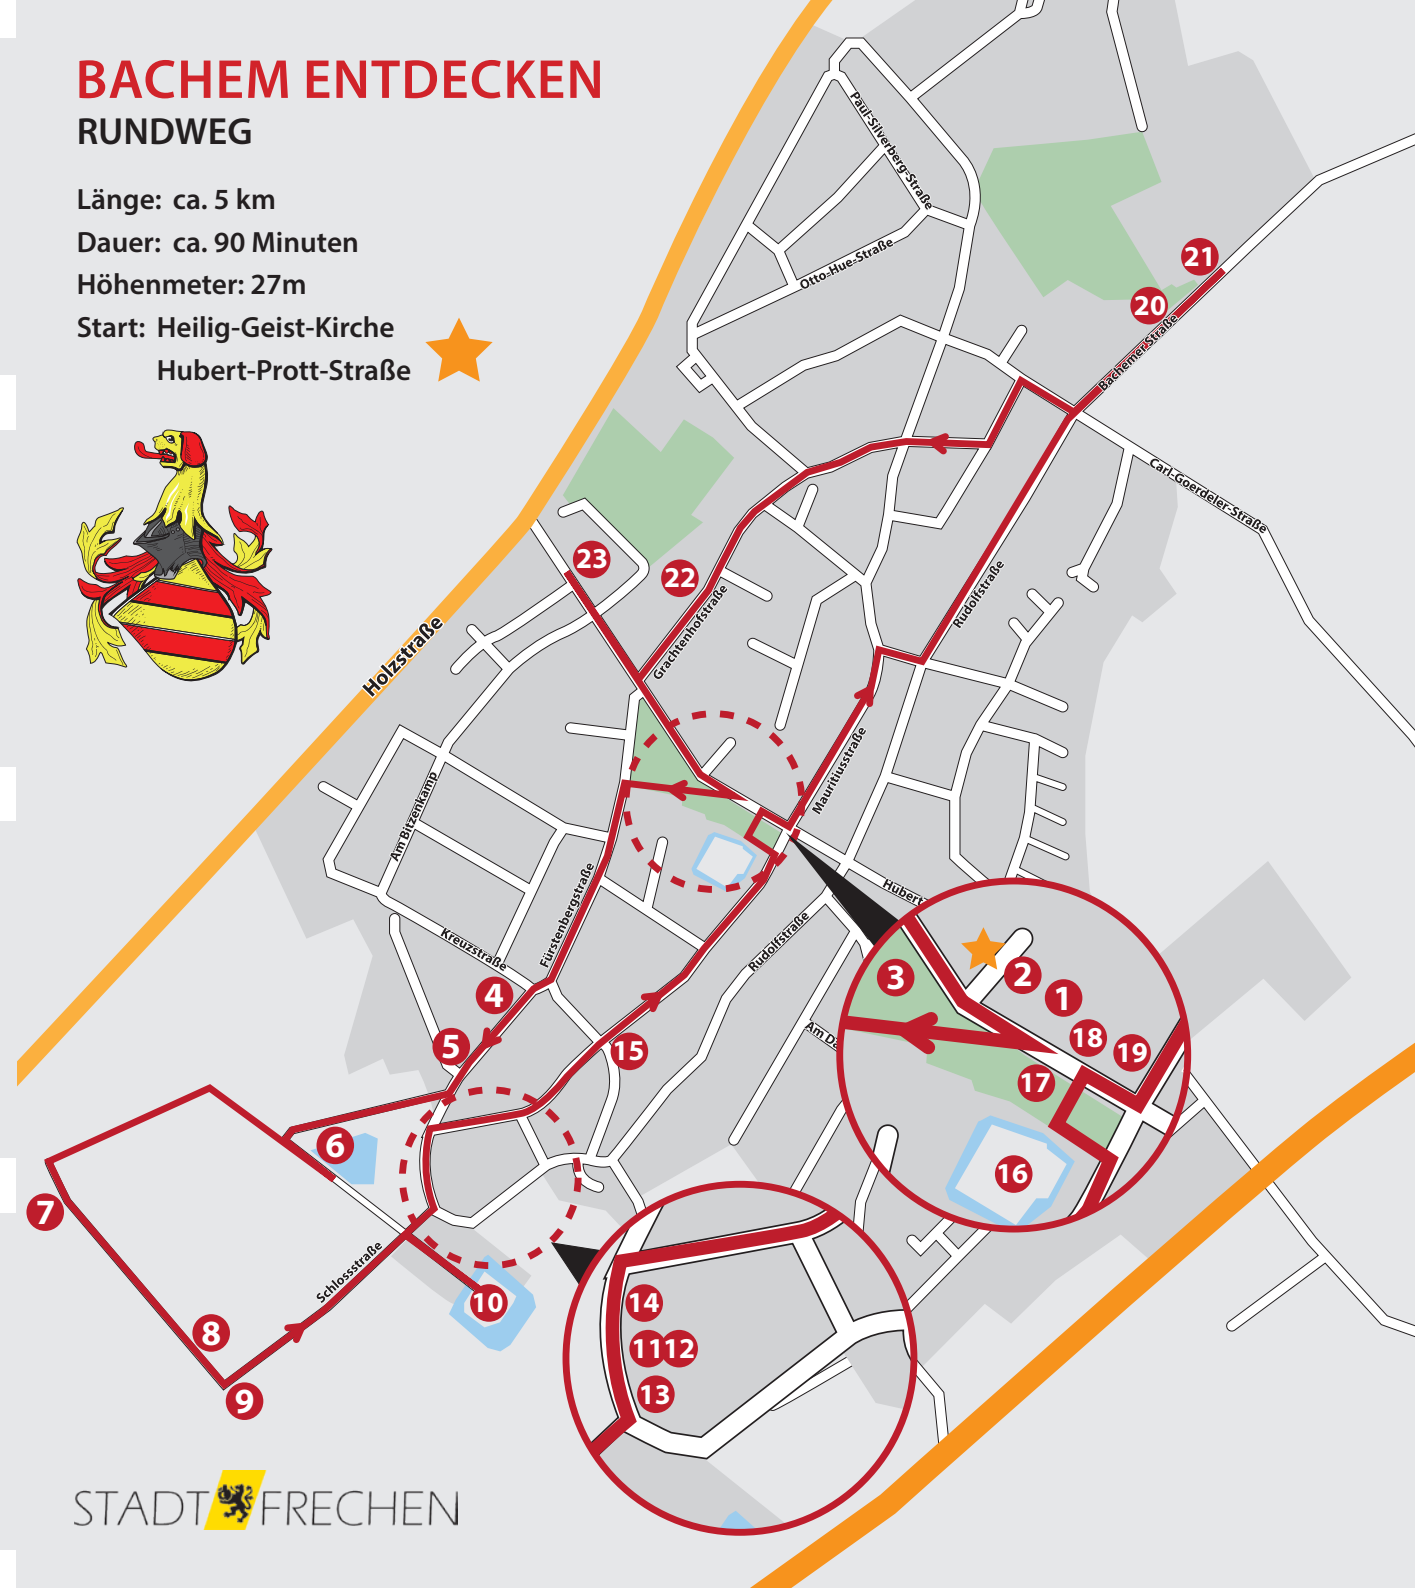 BACHEM ENTDECKEN
RUNDWEG
Länge: ca. 5 km
Dauer: ca. 90 Minuten
Höhenmeter: 27m
Start: Heilig-Geist-Kirche
Hubert-Prott-Straße
Paul-Silverberg-Straße
Otto-Hue-Straße
21
20
Bachemer Straße
Carl-Goerdeler-Straße
23
22
Grachtenhofstraße
Rudolfstraße
Holzstraße
Mauritiusstraße
Am Bitzenkamp
Fürstenbergstraße
Kreuzstraße
Hubert
Rudolfstraße
Am Da
4
5
15
3
2
1
18
19
17
16
6
7
Schlossstraße
8
9
10
14
11
12
13
STADT FRECHEN